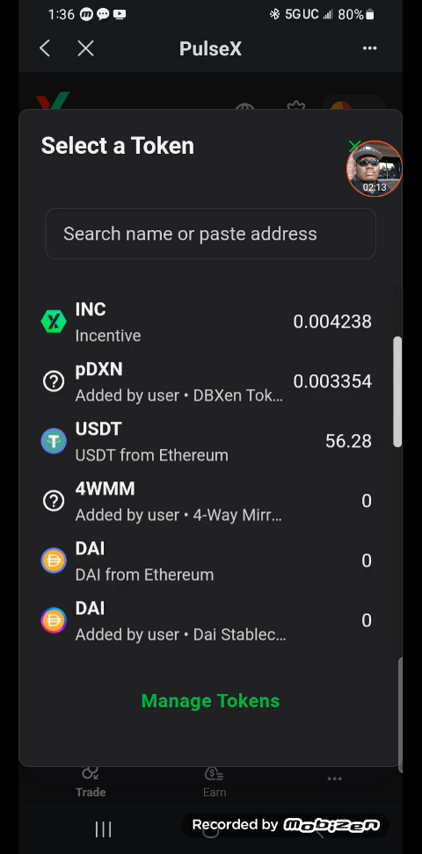 1:36 5G UC 80%
PulseX
Select a Token
02:13
Search name or paste address
INC 0.004238
Incentive
pDXN 0.003354
Added by user • DBXen Tok...
USDT 56.28
USDT from Ethereum
4WMM 0
Added by user • 4-Way Mirr...
DAI 0
DAI from Ethereum
DAI 0
Added by user • Dai Stablec...
Manage Tokens
Trade Earn
Recorded by mobizen